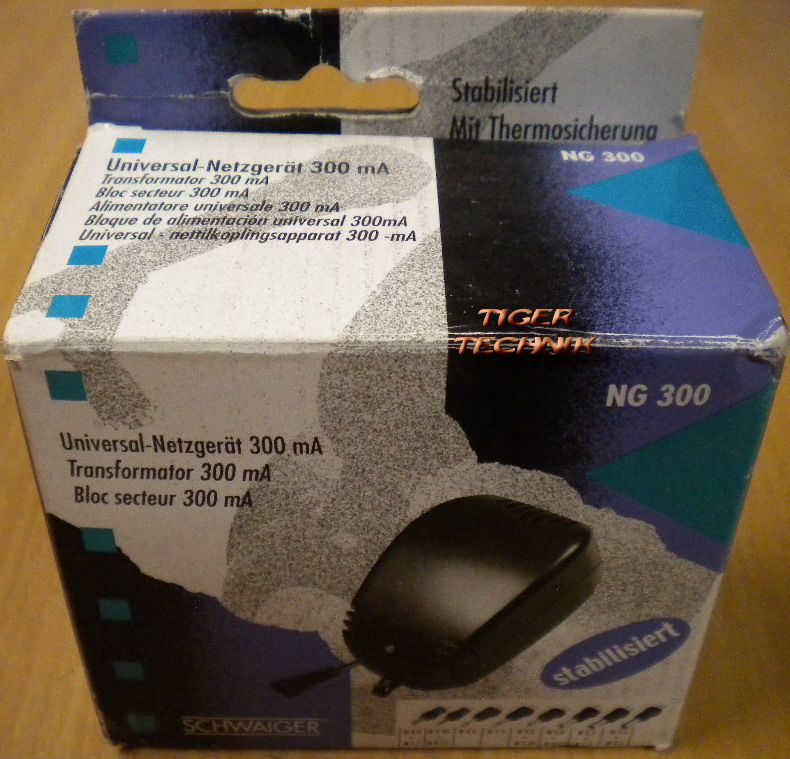 Stabilisiert
Mit Thermosicherung
NG 300
Universal-Netzgerät 300 mA
Transformator 300 mA
Bloc secteur 300 mA
Alimentatore universale 300 mA
Bloque de alimentación universal 300mA
Universal - nettilkoplingsapparat 300 -mA
TIGER
TECHNIK
NG 300
Universal-Netzgerät 300 mA
Transformator 300 mA
Bloc secteur 300 mA
stabilisiert
SCHWAIGER